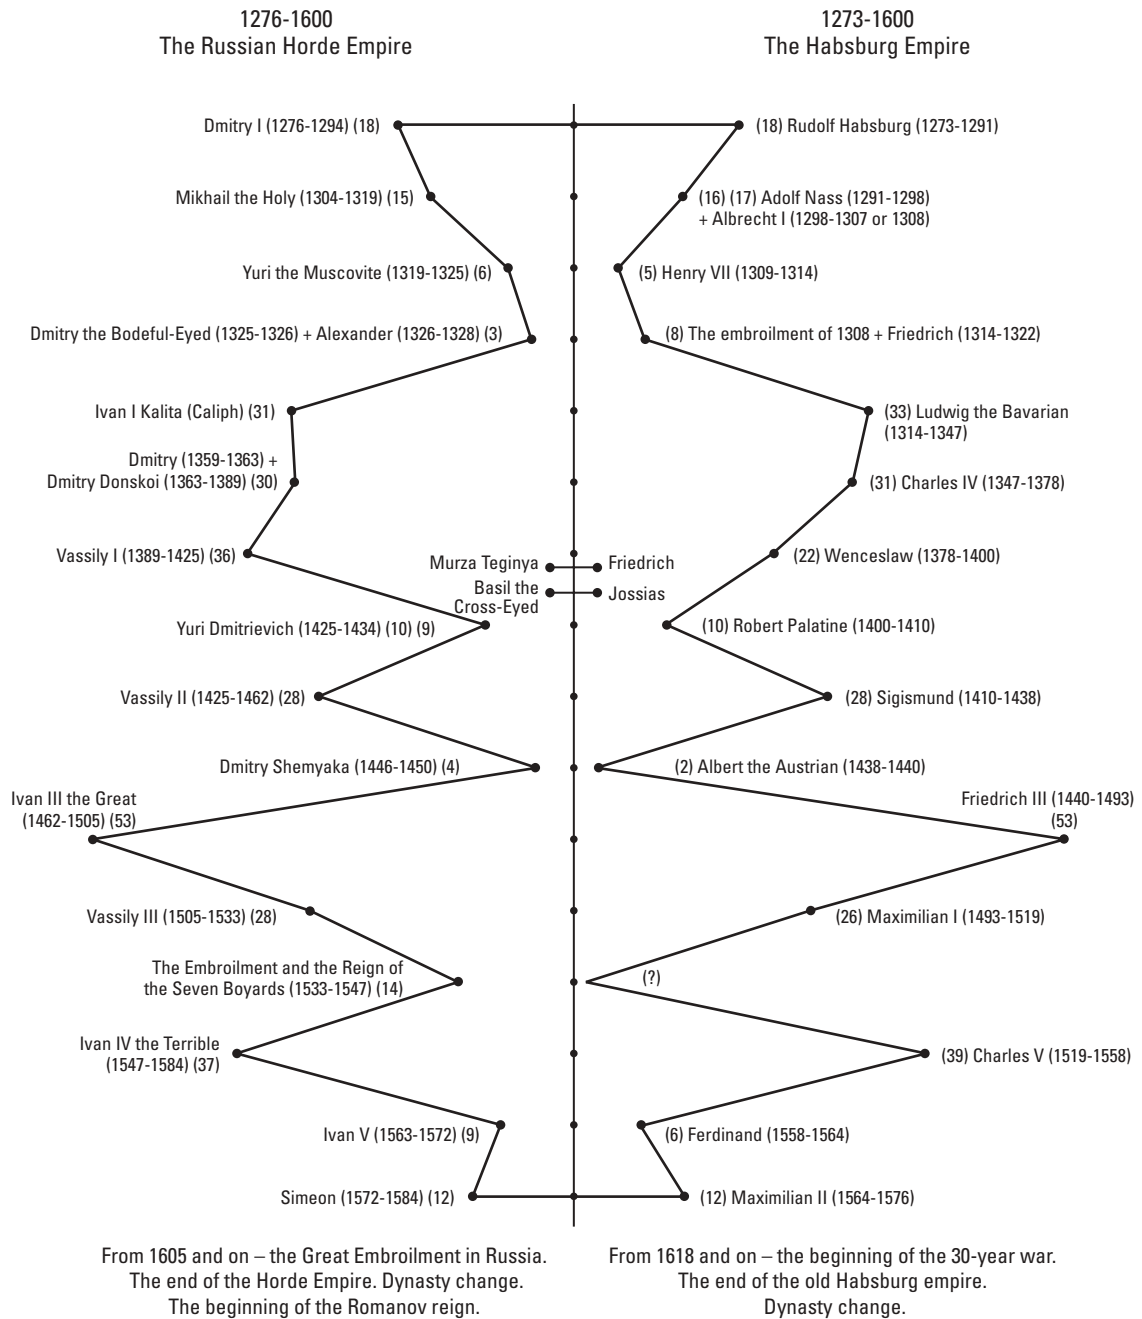 1276-1600
The Russian Horde Empire
1273-1600
The Habsburg Empire
Dmitry I (1276-1294) (18)
(18) Rudolf Habsburg (1273-1291)
Mikhail the Holy (1304-1319) (15)
(16) (17) Adolf Nass (1291-1298)
+ Albrecht I (1298-1307 or 1308)
Yuri the Muscovite (1319-1325) (6)
(5) Henry VII (1309-1314)
Dmitry the Bodeful-Eyed (1325-1326) + Alexander (1326-1328) (3)
(8) The embroilment of 1308 + Friedrich (1314-1322)
Ivan I Kalita (Caliph) (31)
(33) Ludwig the Bavarian
(1314-1347)
Dmitry (1359-1363) +
Dmitry Donskoi (1363-1389) (30)
(31) Charles IV (1347-1378)
Vassily I (1389-1425) (36)
(22) Wenceslaw (1378-1400)
Murza Teginya
Friedrich
Basil the
Cross-Eyed
Jossias
Yuri Dmitrievich (1425-1434) (10) (9)
(10) Robert Palatine (1400-1410)
Vassily II (1425-1462) (28)
(28) Sigismund (1410-1438)
Dmitry Shemyaka (1446-1450) (4)
(2) Albert the Austrian (1438-1440)
Ivan III the Great
(1462-1505) (53)
Friedrich III (1440-1493)
(53)
Vassily III (1505-1533) (28)
(26) Maximilian I (1493-1519)
The Embroilment and the Reign of
the Seven Boyards (1533-1547) (14)
(?)
Ivan IV the Terrible
(1547-1584) (37)
(39) Charles V (1519-1558)
Ivan V (1563-1572) (9)
(6) Ferdinand (1558-1564)
Simeon (1572-1584) (12)
(12) Maximilian II (1564-1576)
From 1605 and on – the Great Embroilment in Russia.
The end of the Horde Empire. Dynasty change.
The beginning of the Romanov reign.
From 1618 and on – the beginning of the 30-year war.
The end of the old Habsburg empire.
Dynasty change.